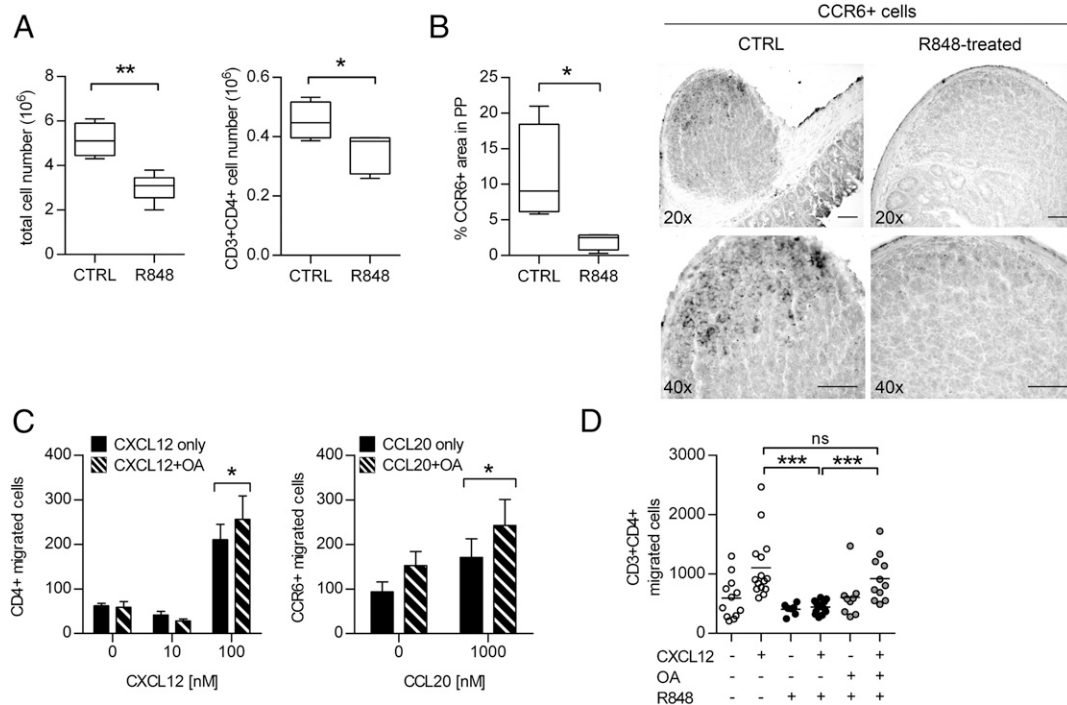 A
total cell number (10⁶)
8
6
4
2
0
**
CTRL R848
CD3+CD4+ cell number (10⁶)
0.6
0.4
0.2
0.0
*
CTRL R848
B
% CCR6+ area in PP
25
20
15
10
5
0
*
CTRL R848
CCR6+ cells
CTRL R848-treated
20x 20x
40x 40x
C
CXCL12 only
CXCL12+OA
CD4+ migrated cells
400
300
200
100
0
*
0 10 100
CXCL12 [nM]
CCL20 only
CCL20+OA
CCR6+ migrated cells
400
300
200
100
0
*
0 1000
CCL20 [nM]
D
CD3+CD4+
migrated cells
3000
2000
1000
0
ns
*** ***
CXCL12 - + - + - +
OA - - - - + +
R848 - - + + + +